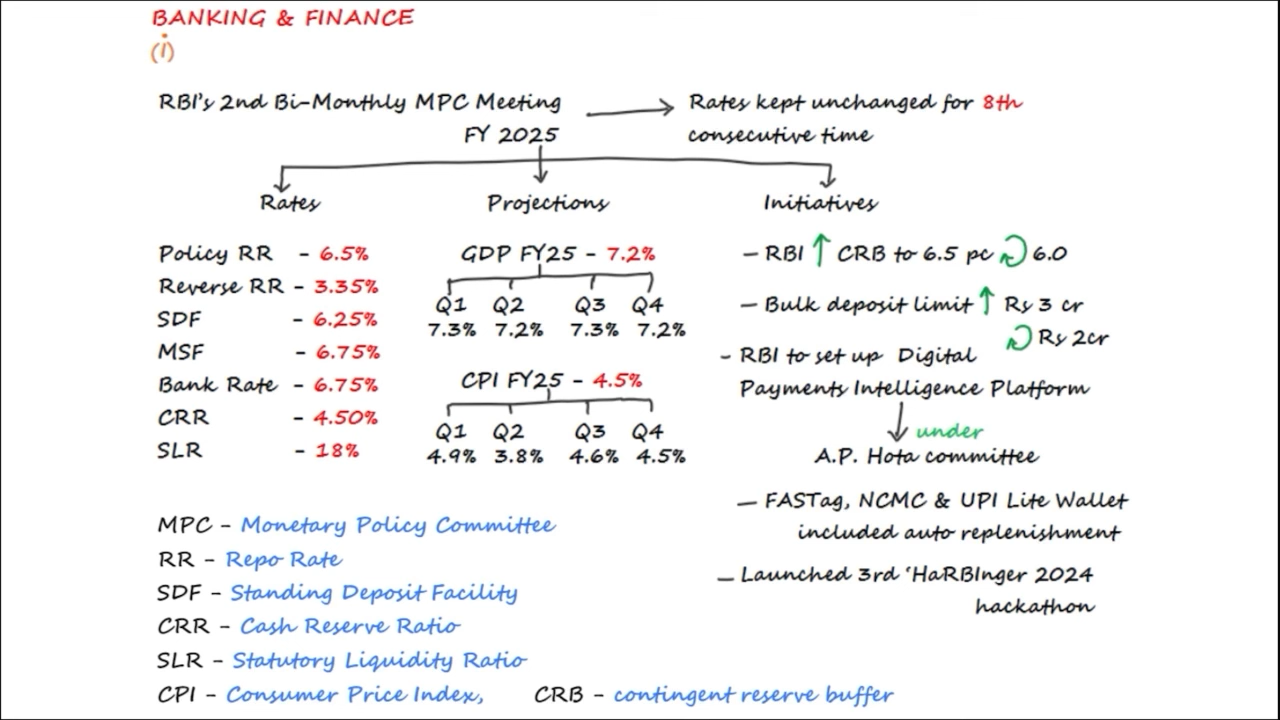 BANKING & FINANCE
(i)
RBI's 2nd Bi-Monthly MPC Meeting
FY 2025
Rates kept unchanged for 8th
consecutive time
Rates
Policy RR - 6.5%
Reverse RR - 3.35%
SDF - 6.25%
MSF - 6.75%
Bank Rate - 6.75%
CRR - 4.50%
SLR - 18%
Projections
GDP FY25 - 7.2%
Q1 Q2 Q3 Q4
7.3% 7.2% 7.3% 7.2%
CPI FY25 - 4.5%
Q1 Q2 Q3 Q4
4.9% 3.8% 4.6% 4.5%
Initiatives
- RBI ↑ CRB to 6.5 pc 6.0
- Bulk deposit limit ↑ Rs 3 cr
Rs 2cr
- RBI to set up Digital
Payments Intelligence Platform
under
A.P. Hota committee
- FASTag, NCMC & UPI Lite Wallet
included auto replenishment
- Launched 3rd 'HaRBInger 2024
hackathon
MPC - Monetary Policy Committee
RR - Repo Rate
SDF - Standing Deposit Facility
CRR - Cash Reserve Ratio
SLR - Statutory Liquidity Ratio
CPI - Consumer Price Index, CRB - contingent reserve buffer